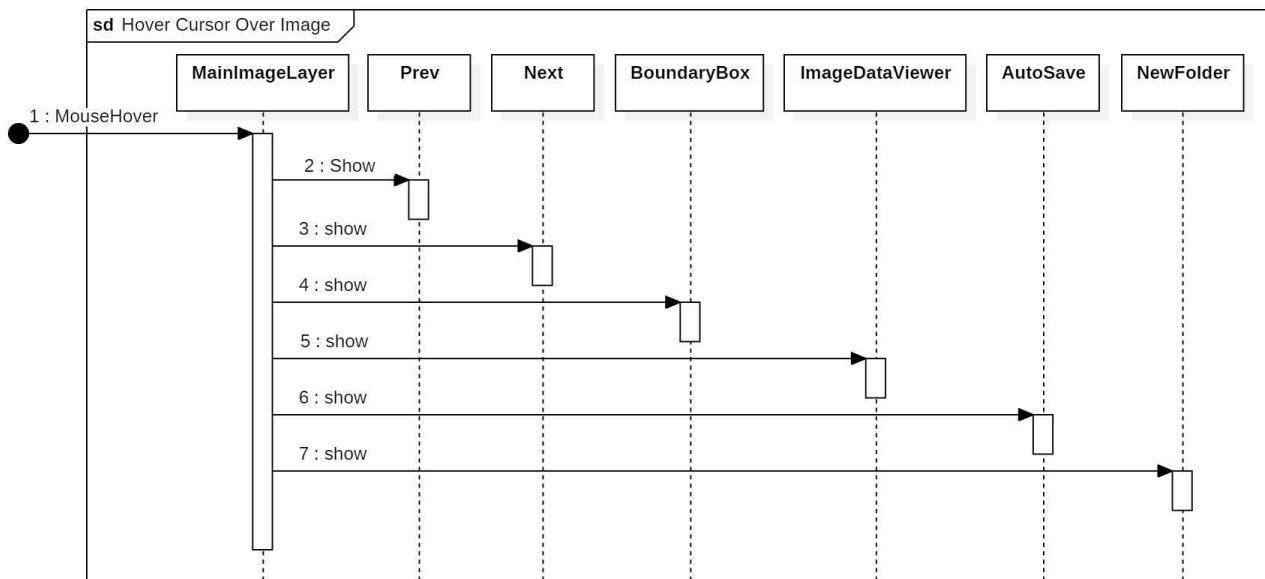 sd Hover Cursor Over Image
MainImageLayer Prev Next BoundaryBox ImageDataViewer AutoSave NewFolder
1 : MouseHover
2 : Show
3 : show
4 : show
5 : show
6 : show
7 : show